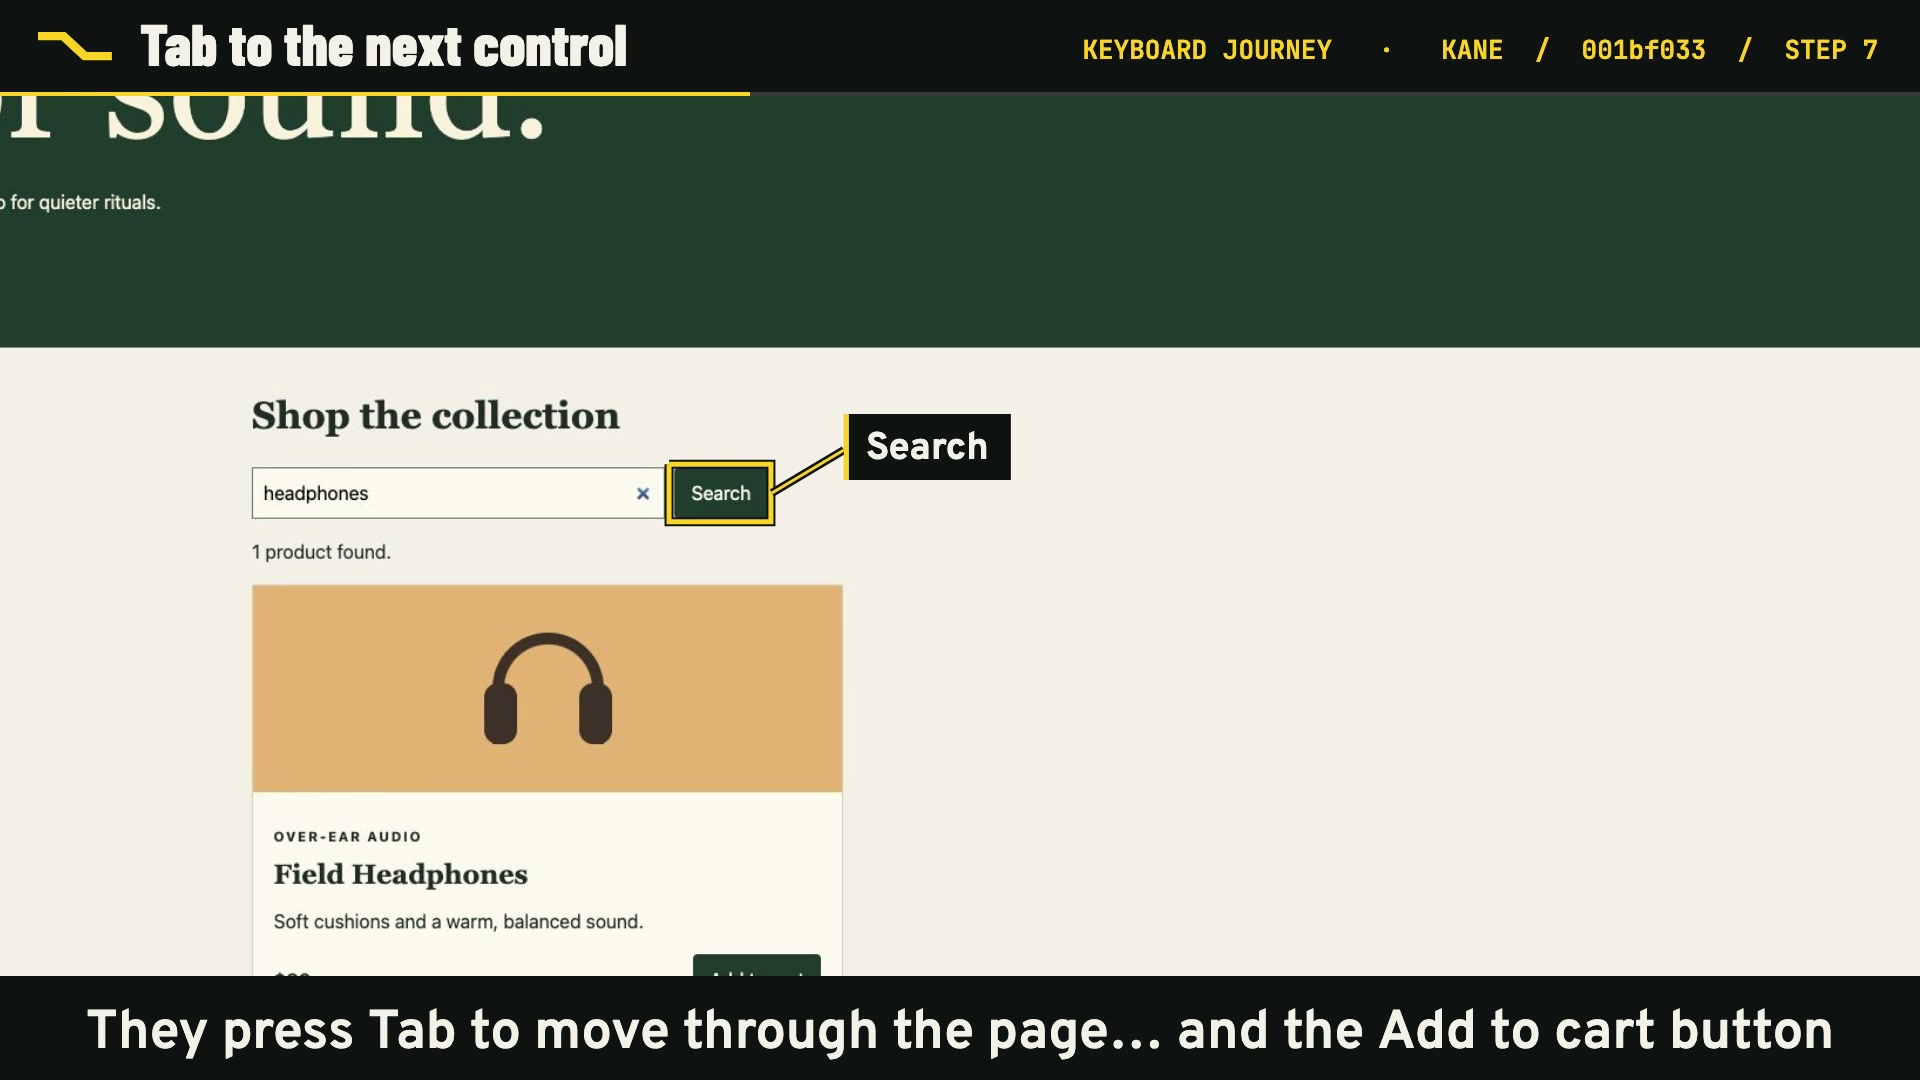 Tab to the next control
KEYBOARD JOURNEY · KANE / 001bf033 / STEP 7
sound.
for quieter rituals.
Shop the collection
Search
headphones × Search
1 product found.
OVER-EAR AUDIO
Field Headphones
Soft cushions and a warm, balanced sound.
They press Tab to move through the page... and the Add to cart button